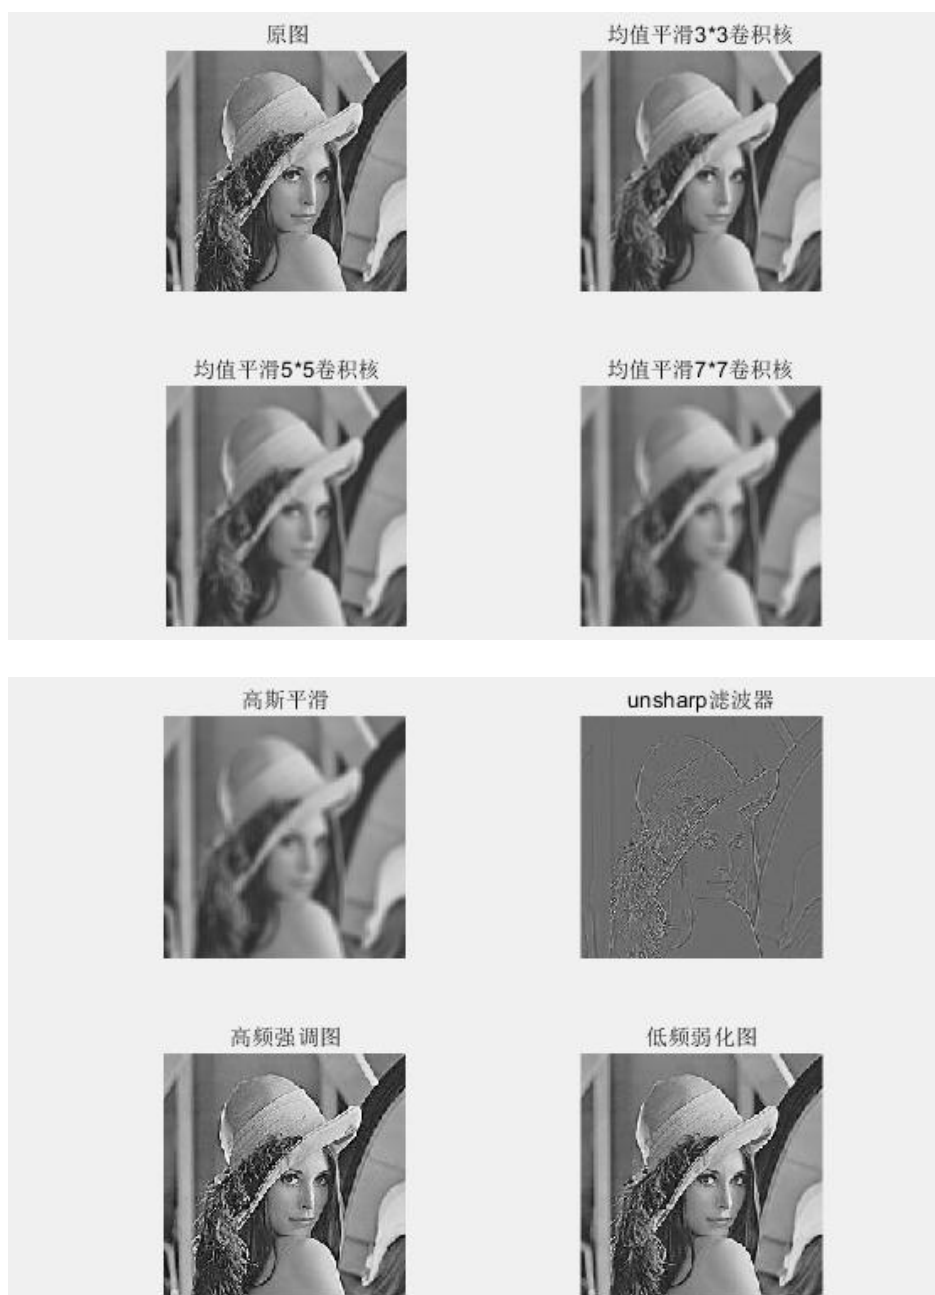 原图
均值平滑3*3卷积核
均值平滑5*5卷积核
均值平滑7*7卷积核
高斯平滑
unsharp滤波器
高频强调图
低频弱化图